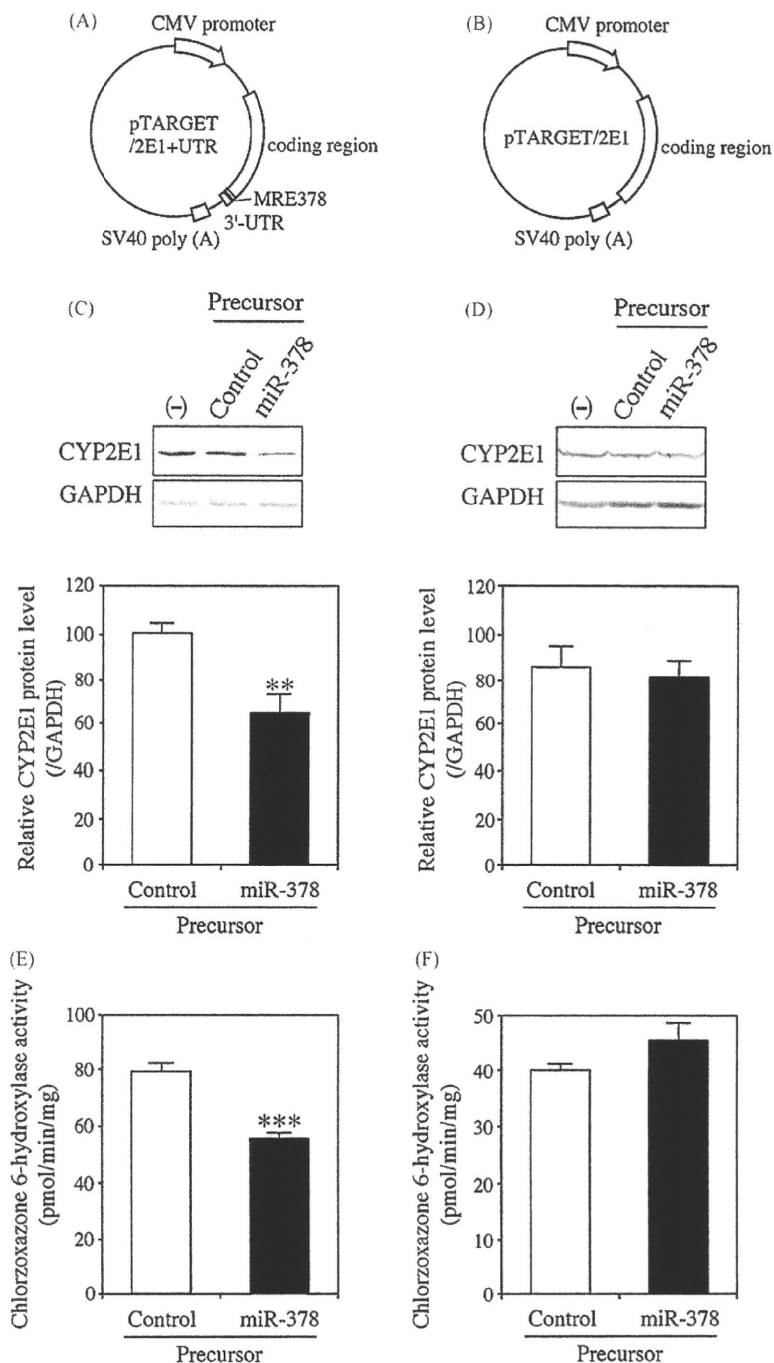 (A)
CMV promoter
pTARGET
/2E1+UTR
coding region
MRE378
3'-UTR
SV40 poly (A)
(B)
CMV promoter
pTARGET/2E1
coding region
SV40 poly (A)
(C)
Precursor
(-)
Control
miR-378
CYP2E1
GAPDH
Relative CYP2E1 protein level
(/GAPDH)
120
100
80
60
40
20
0
**
Control
miR-378
Precursor
(D)
Precursor
(-)
Control
miR-378
CYP2E1
GAPDH
Relative CYP2E1 protein level
(/GAPDH)
120
100
80
60
40
20
0
Control
miR-378
Precursor
(E)
Chlorzoxazone 6-hydroxylase activity
(pmol/min/mg)
100
80
60
40
20
0
***
Control
miR-378
Precursor
(F)
Chlorzoxazone 6-hydroxylase activity
(pmol/min/mg)
50
40
30
20
10
0
Control
miR-378
Precursor